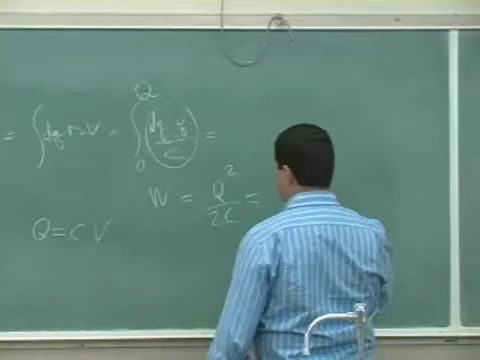 = ∫ dq ΔV = ∫₀^Q (dq q / C) =
W = Q² / 2C =
Q = CV